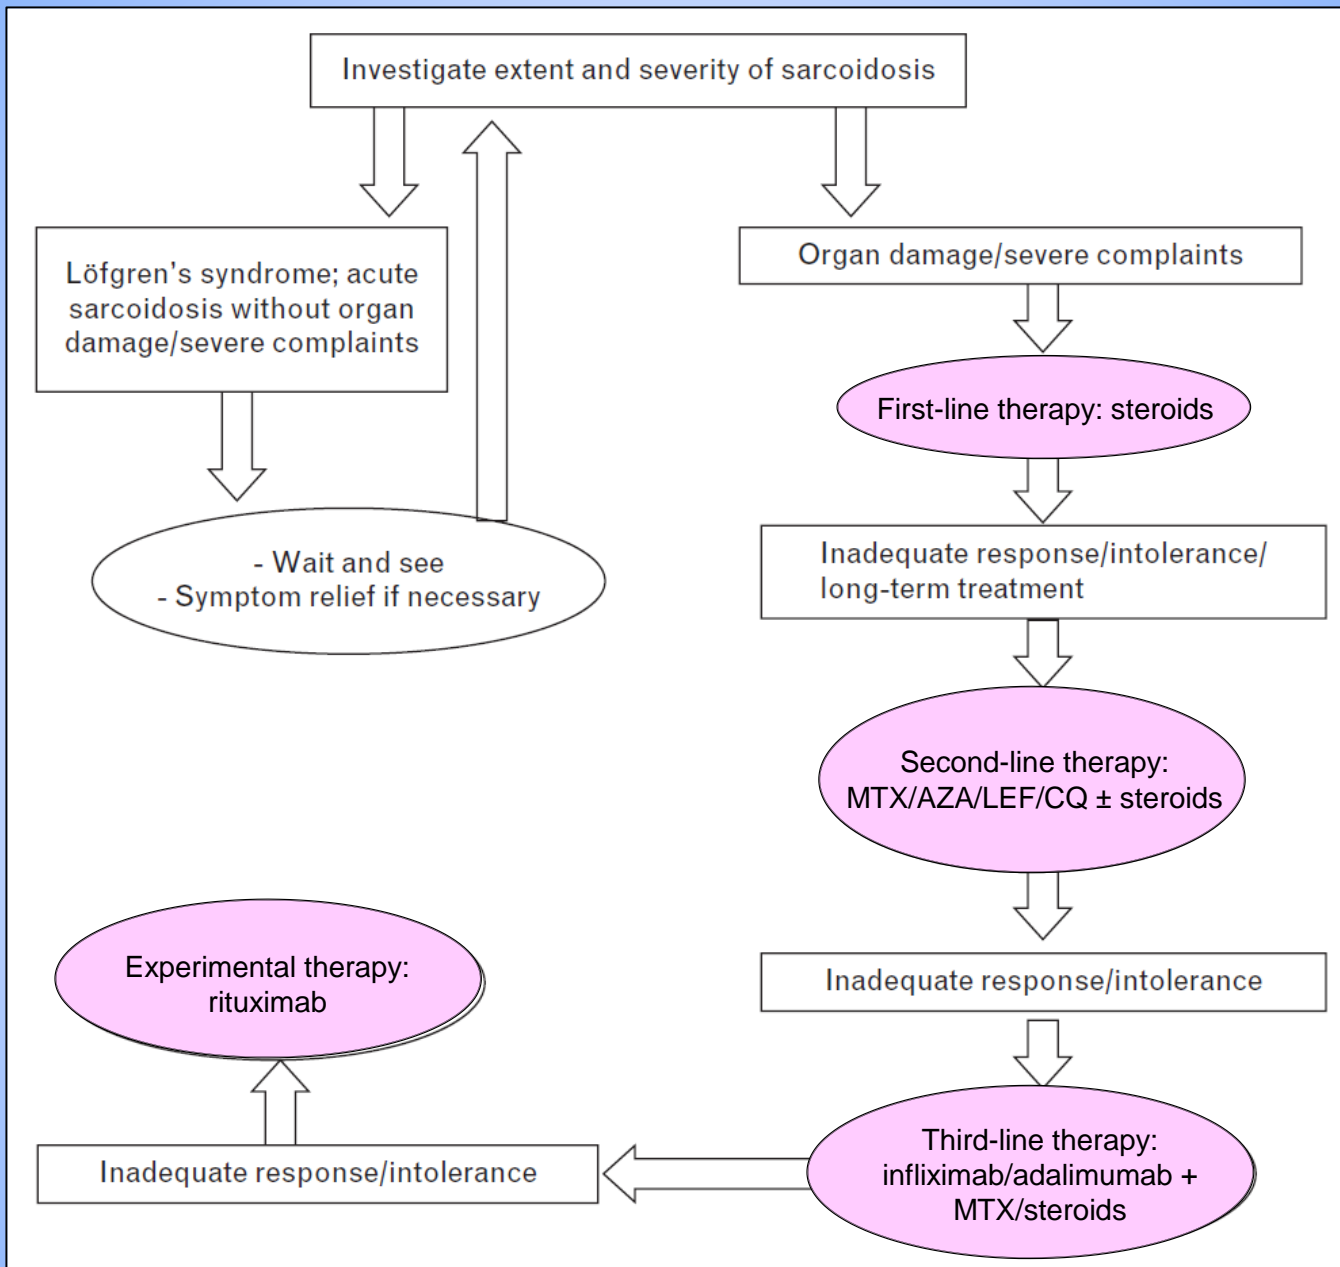 Investigate extent and severity of sarcoidosis
Löfgren's syndrome; acute
sarcoidosis without organ
damage/severe complaints
- Wait and see
- Symptom relief if necessary
Organ damage/severe complaints
First-line therapy: steroids
Inadequate response/intolerance/
long-term treatment
Second-line therapy:
MTX/AZA/LEF/CQ ± steroids
Inadequate response/intolerance
Third-line therapy:
infliximab/adalimumab +
MTX/steroids
Inadequate response/intolerance
Experimental therapy:
rituximab